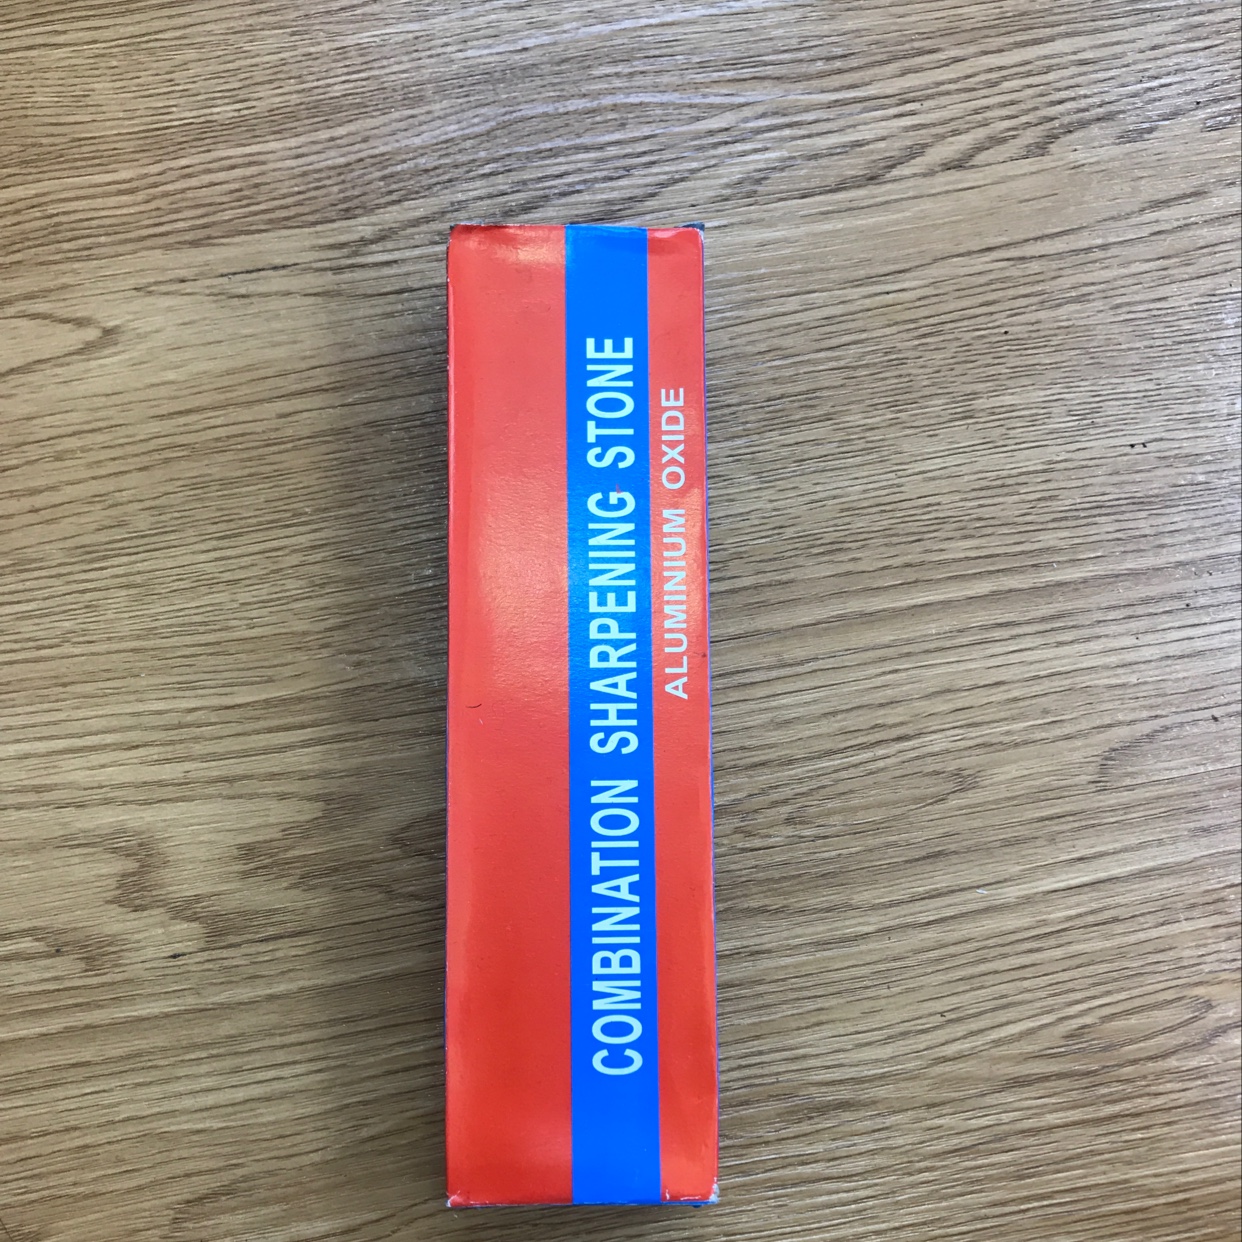 COMBINATION SHARPENING STONE
ALUMINIUM OXIDE